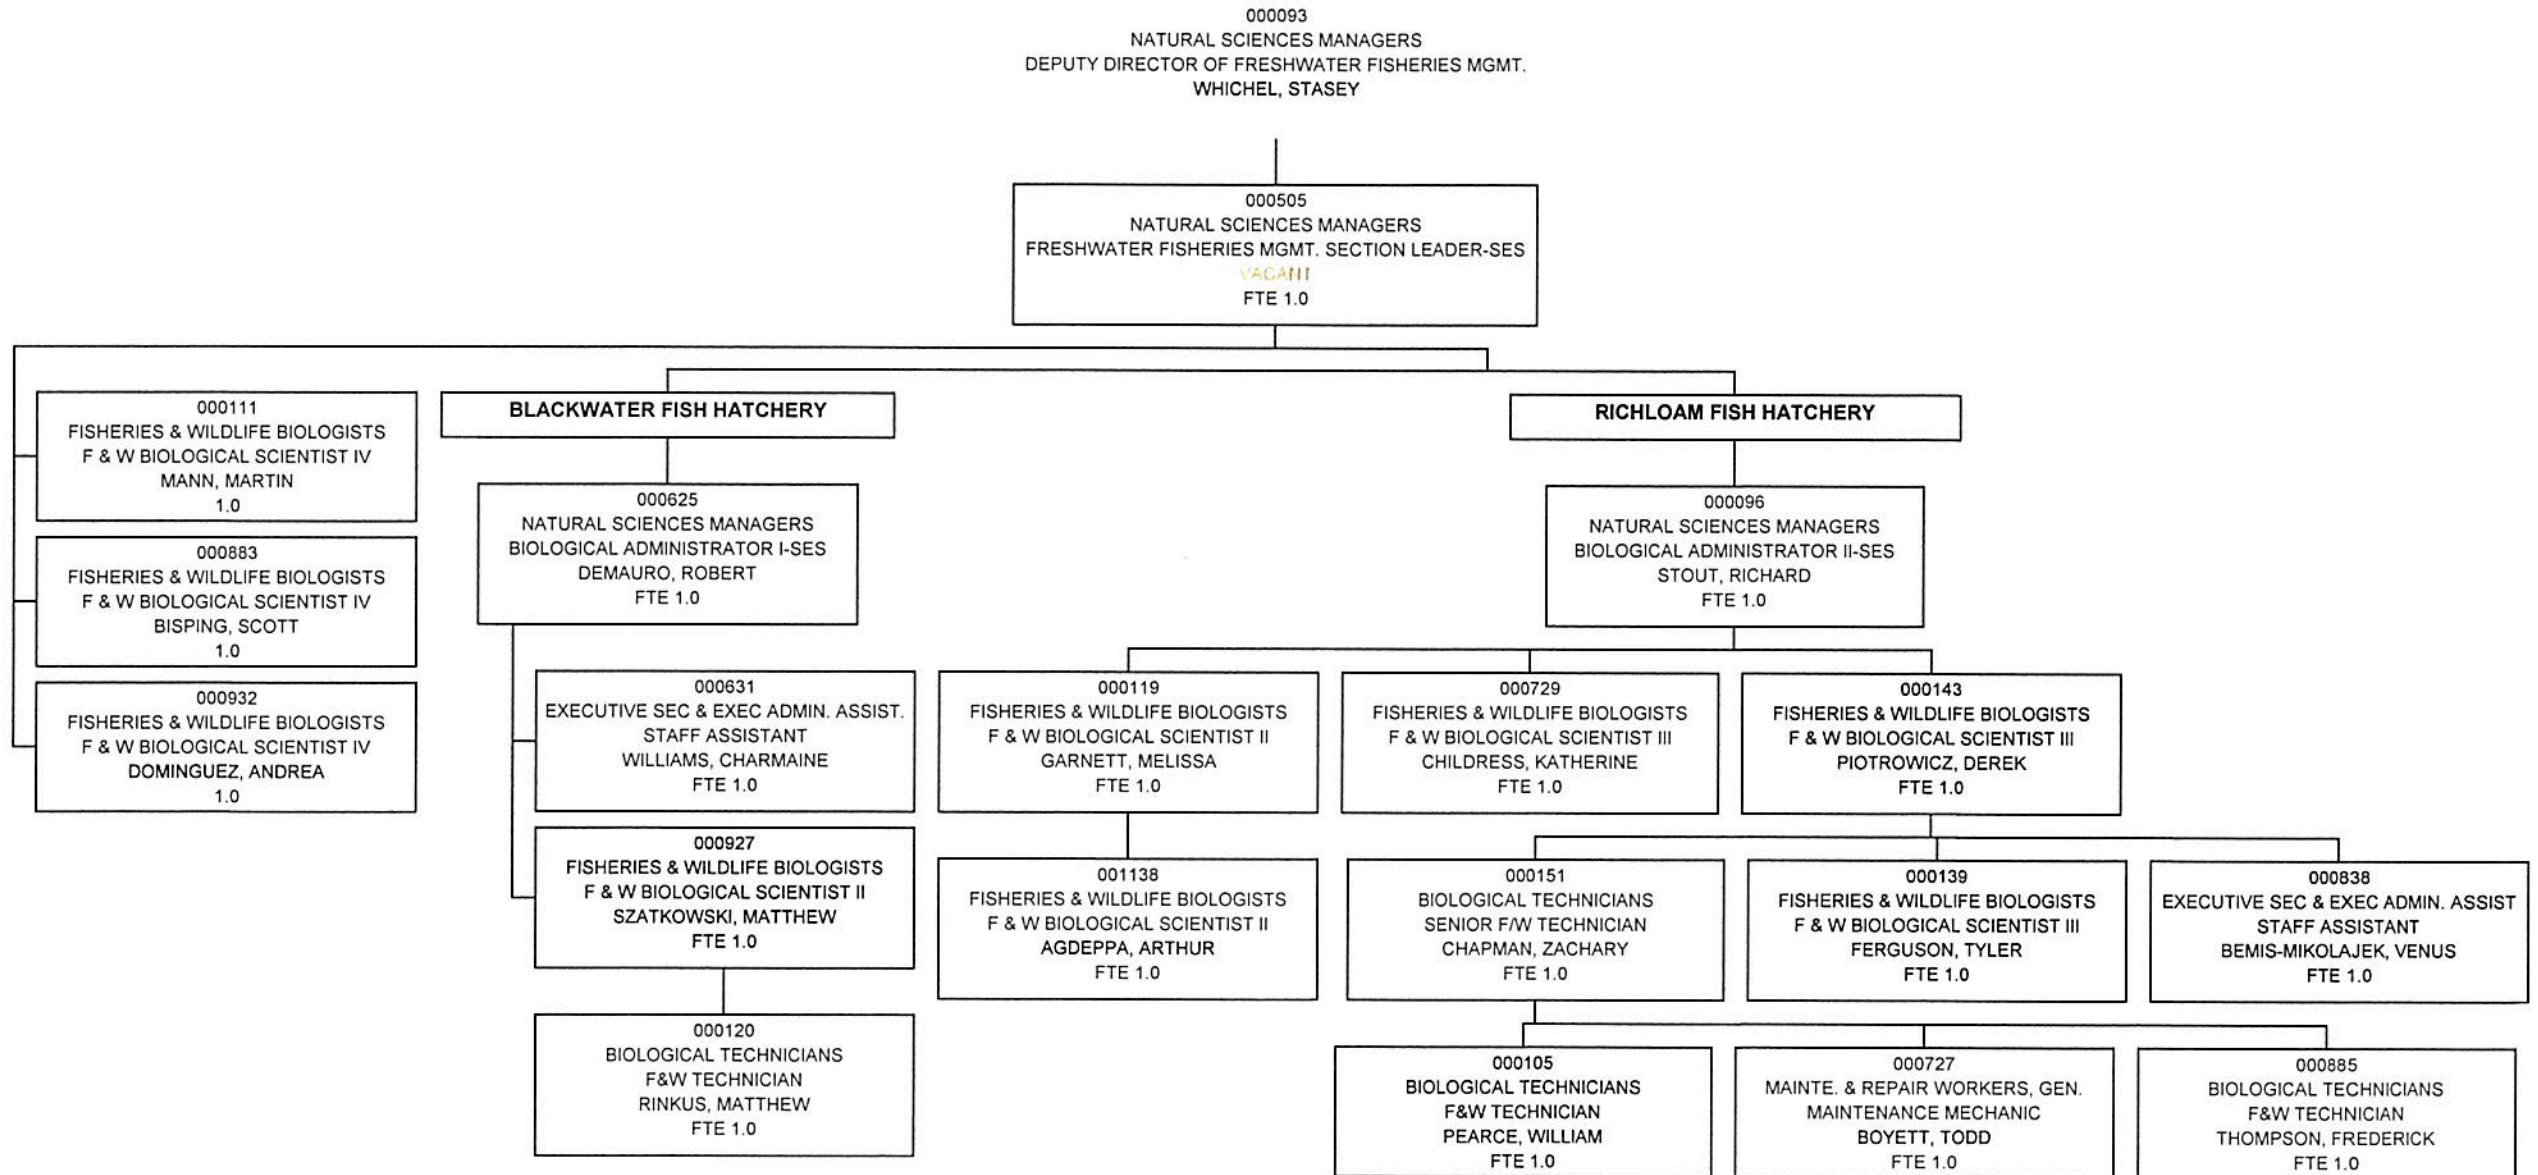 000093
NATURAL SCIENCES MANAGERS
DEPUTY DIRECTOR OF FRESHWATER FISHERIES MGMT.
WHICHEL, STASEY
000505
NATURAL SCIENCES MANAGERS
FRESHWATER FISHERIES MGMT. SECTION LEADER-SES
VACANT
FTE 1.0
000111
FISHERIES & WILDLIFE BIOLOGISTS
F & W BIOLOGICAL SCIENTIST IV
MANN, MARTIN
1.0
000883
FISHERIES & WILDLIFE BIOLOGISTS
F & W BIOLOGICAL SCIENTIST IV
BISPING, SCOTT
1.0
000932
FISHERIES & WILDLIFE BIOLOGISTS
F & W BIOLOGICAL SCIENTIST IV
DOMINGUEZ, ANDREA
1.0
BLACKWATER FISH HATCHERY
000625
NATURAL SCIENCES MANAGERS
BIOLOGICAL ADMINISTRATOR I-SES
DEMAURO, ROBERT
FTE 1.0
000631
EXECUTIVE SEC & EXEC ADMIN. ASSIST.
STAFF ASSISTANT
WILLIAMS, CHARMAINE
FTE 1.0
000927
FISHERIES & WILDLIFE BIOLOGISTS
F & W BIOLOGICAL SCIENTIST II
SZATKOWSKI, MATTHEW
FTE 1.0
000120
BIOLOGICAL TECHNICIANS
F&W TECHNICIAN
RINKUS, MATTHEW
FTE 1.0
RICHLOAM FISH HATCHERY
000096
NATURAL SCIENCES MANAGERS
BIOLOGICAL ADMINISTRATOR II-SES
STOUT, RICHARD
FTE 1.0
000119
FISHERIES & WILDLIFE BIOLOGISTS
F & W BIOLOGICAL SCIENTIST II
GARNETT, MELISSA
FTE 1.0
000729
FISHERIES & WILDLIFE BIOLOGISTS
F & W BIOLOGICAL SCIENTIST III
CHILDRESS, KATHERINE
FTE 1.0
000143
FISHERIES & WILDLIFE BIOLOGISTS
F & W BIOLOGICAL SCIENTIST III
PIOTROWICZ, DEREK
FTE 1.0
001138
FISHERIES & WILDLIFE BIOLOGISTS
F & W BIOLOGICAL SCIENTIST II
AGDEPPA, ARTHUR
FTE 1.0
000151
BIOLOGICAL TECHNICIANS
SENIOR F/W TECHNICIAN
CHAPMAN, ZACHARY
FTE 1.0
000139
FISHERIES & WILDLIFE BIOLOGISTS
F & W BIOLOGICAL SCIENTIST III
FERGUSON, TYLER
FTE 1.0
000838
EXECUTIVE SEC & EXEC ADMIN. ASSIST
STAFF ASSISTANT
BEMIS-MIKOLAJEK, VENUS
FTE 1.0
000105
BIOLOGICAL TECHNICIANS
F&W TECHNICIAN
PEARCE, WILLIAM
FTE 1.0
000727
MAINTE. & REPAIR WORKERS, GEN.
MAINTENANCE MECHANIC
BOYETT, TODD
FTE 1.0
000885
BIOLOGICAL TECHNICIANS
F&W TECHNICIAN
THOMPSON, FREDERICK
FTE 1.0